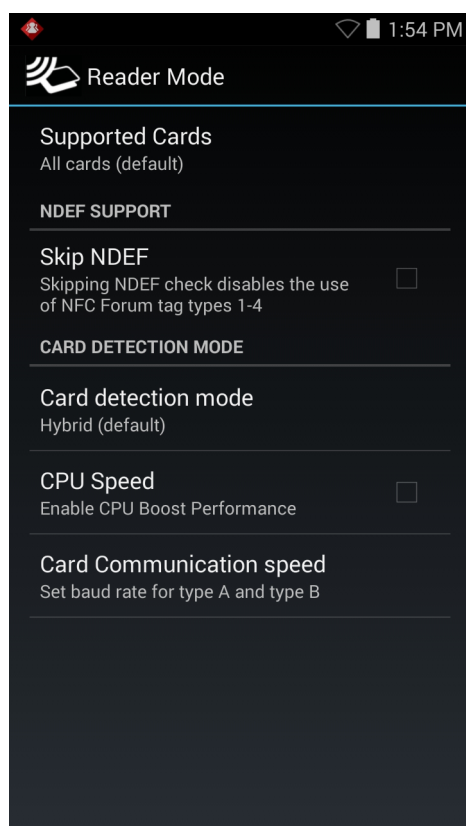 1:54 PM
Reader Mode
Supported Cards
All cards (default)
NDEF SUPPORT
Skip NDEF
Skipping NDEF check disables the use
of NFC Forum tag types 1-4
CARD DETECTION MODE
Card detection mode
Hybrid (default)
CPU Speed
Enable CPU Boost Performance
Card Communication speed
Set baud rate for type A and type B